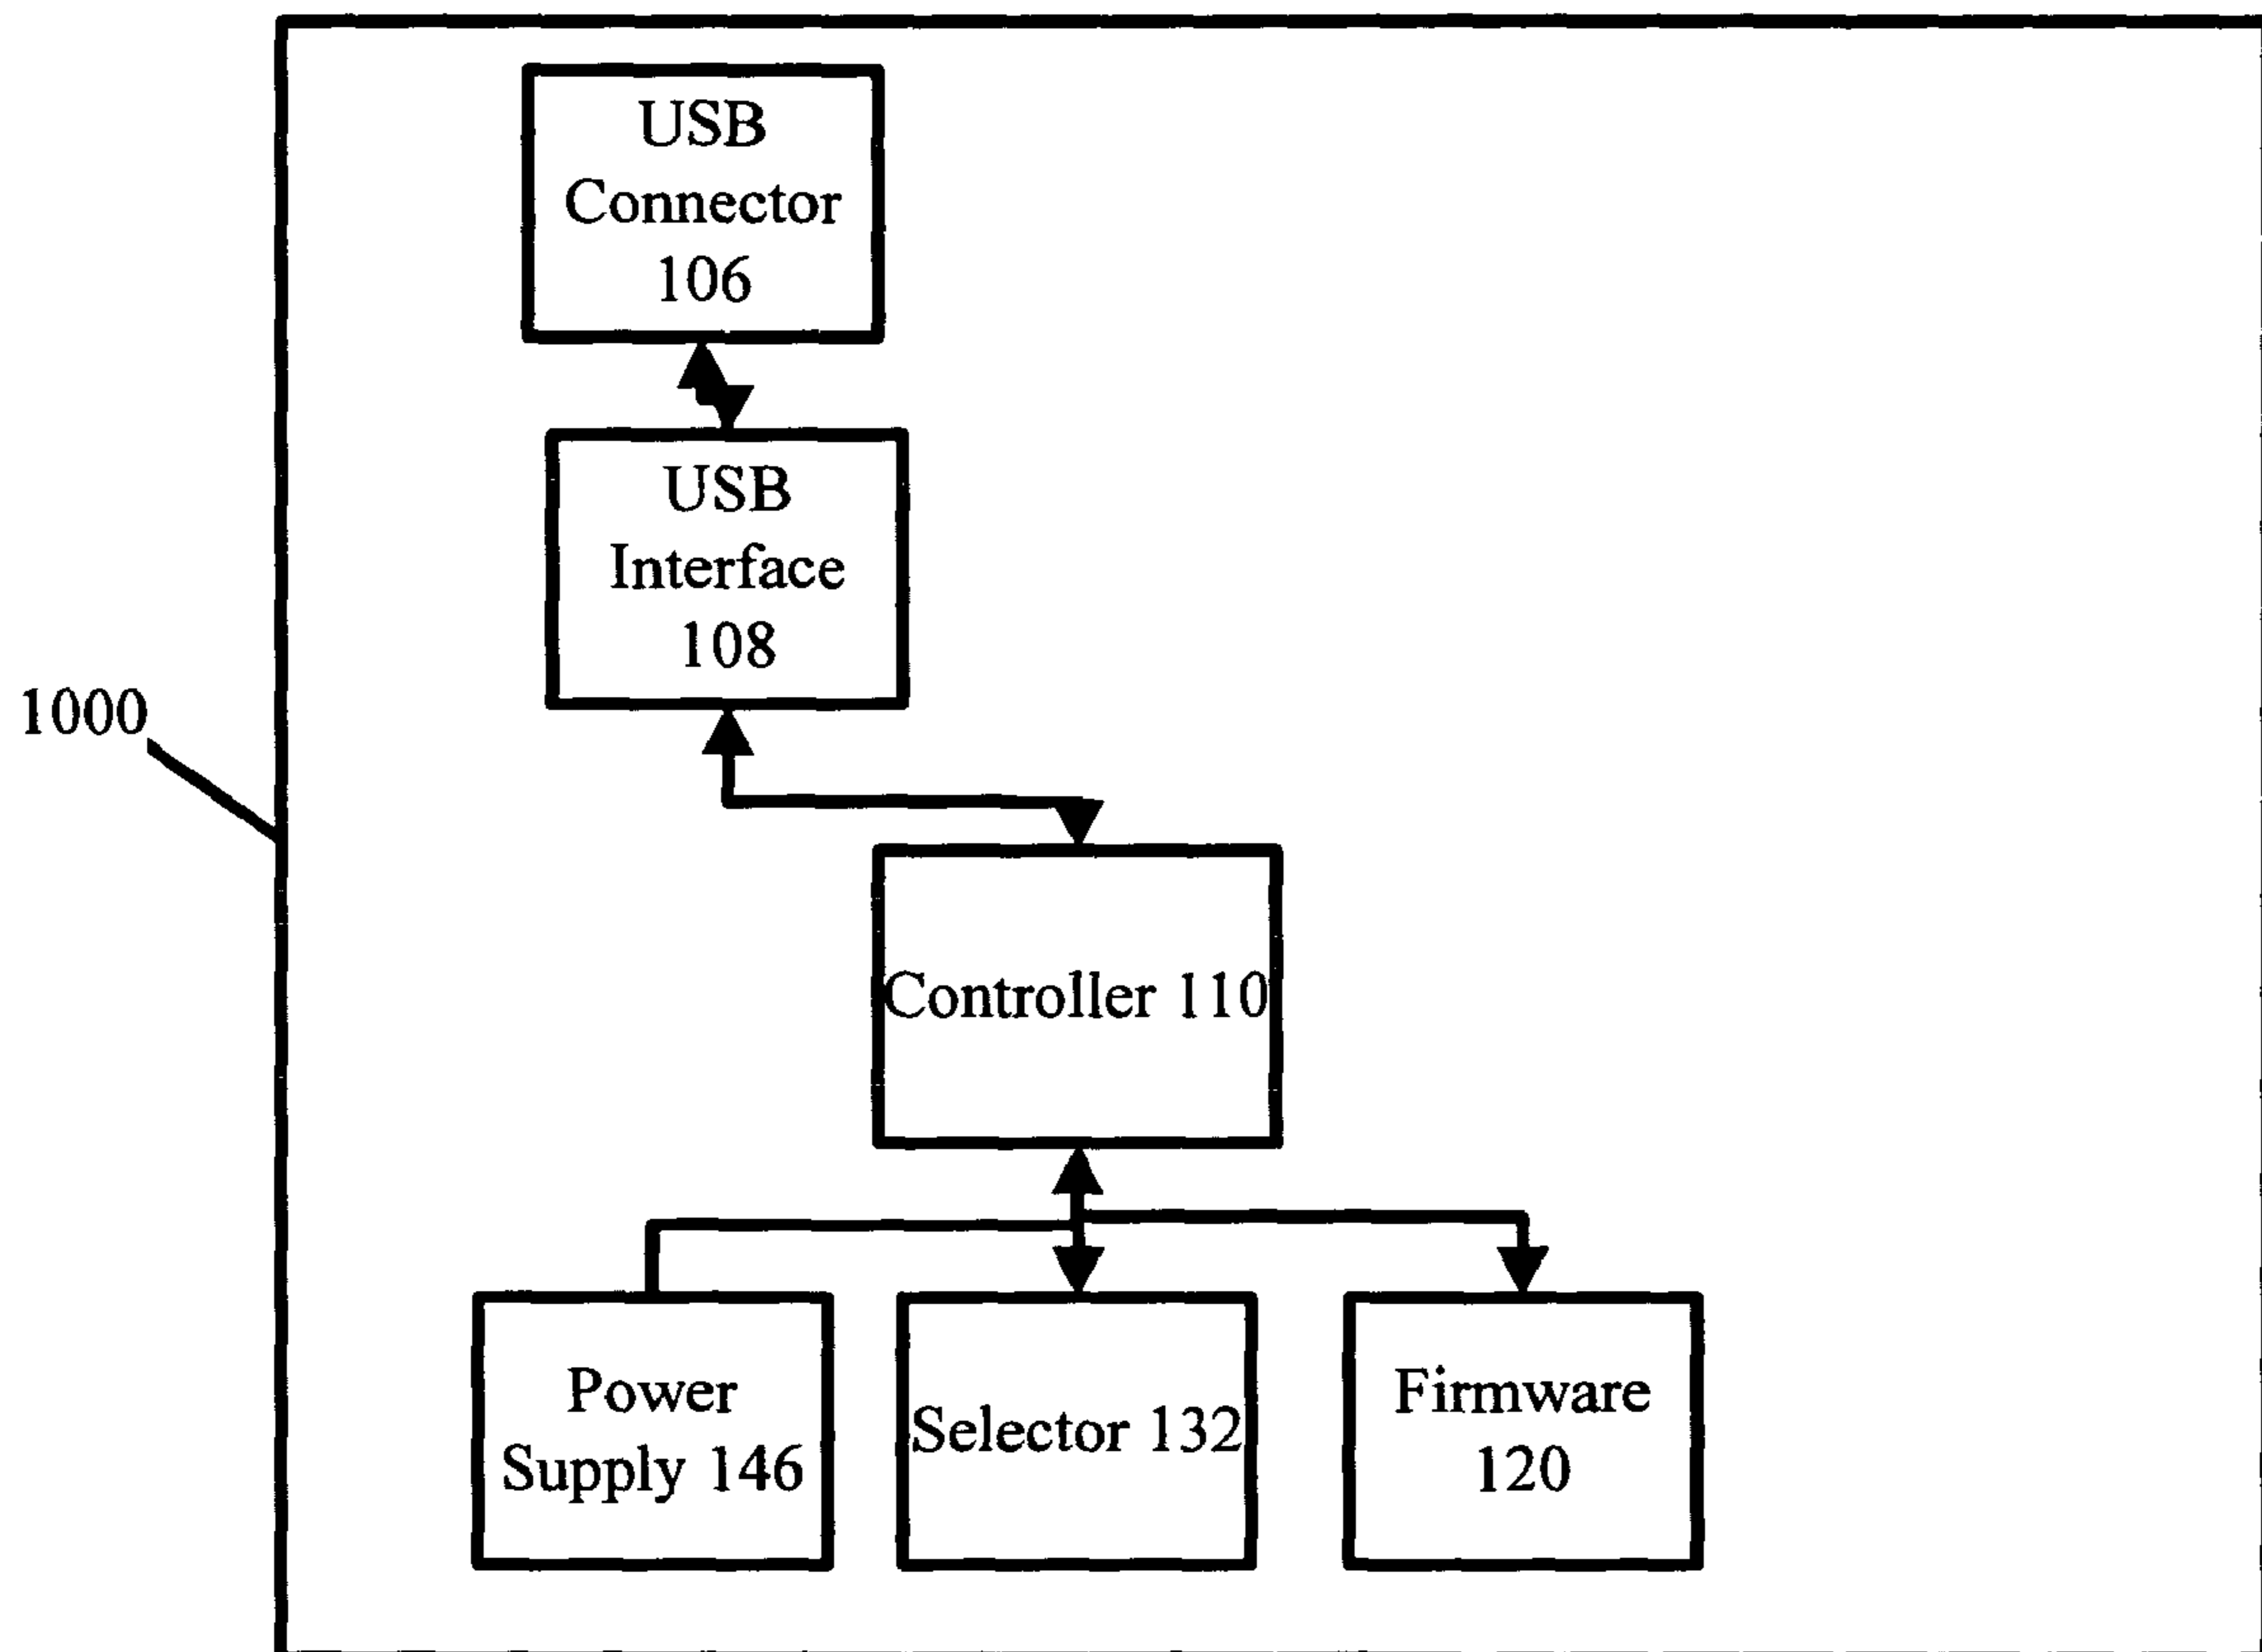 USB
Connector
106
USB
Interface
108
1000
Controller 110
Power
Supply 146
Selector 132
Firmware
120